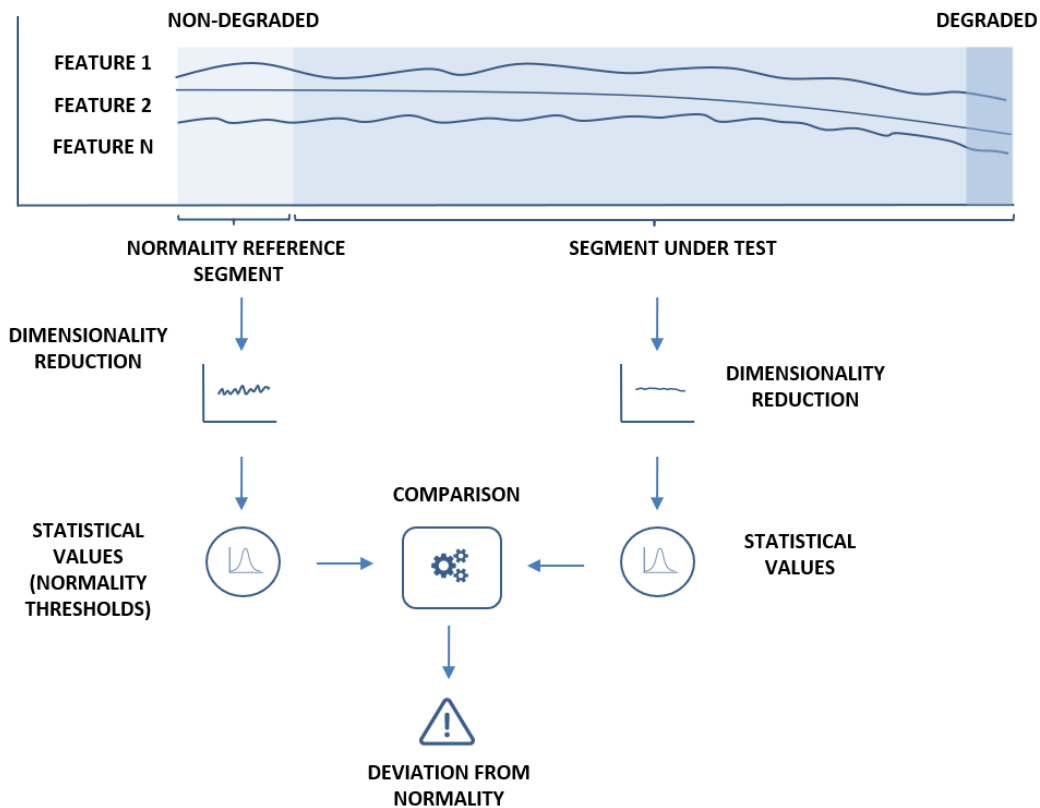 NON-DEGRADED
DEGRADED
FEATURE 1
FEATURE 2
FEATURE N
NORMALITY REFERENCE
SEGMENT
SEGMENT UNDER TEST
DIMENSIONALITY
REDUCTION
DIMENSIONALITY
REDUCTION
COMPARISON
STATISTICAL
VALUES
(NORMALITY
THRESHOLDS)
STATISTICAL
VALUES
DEVIATION FROM
NORMALITY